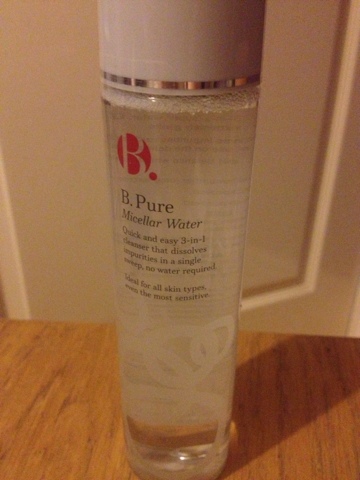 B.
B. Pure
Micellar Water
Quick and easy 3-in-1
cleanser that dissolves
impurities in a single
sweep, no water required.
Ideal for all skin types,
even the most sensitive.